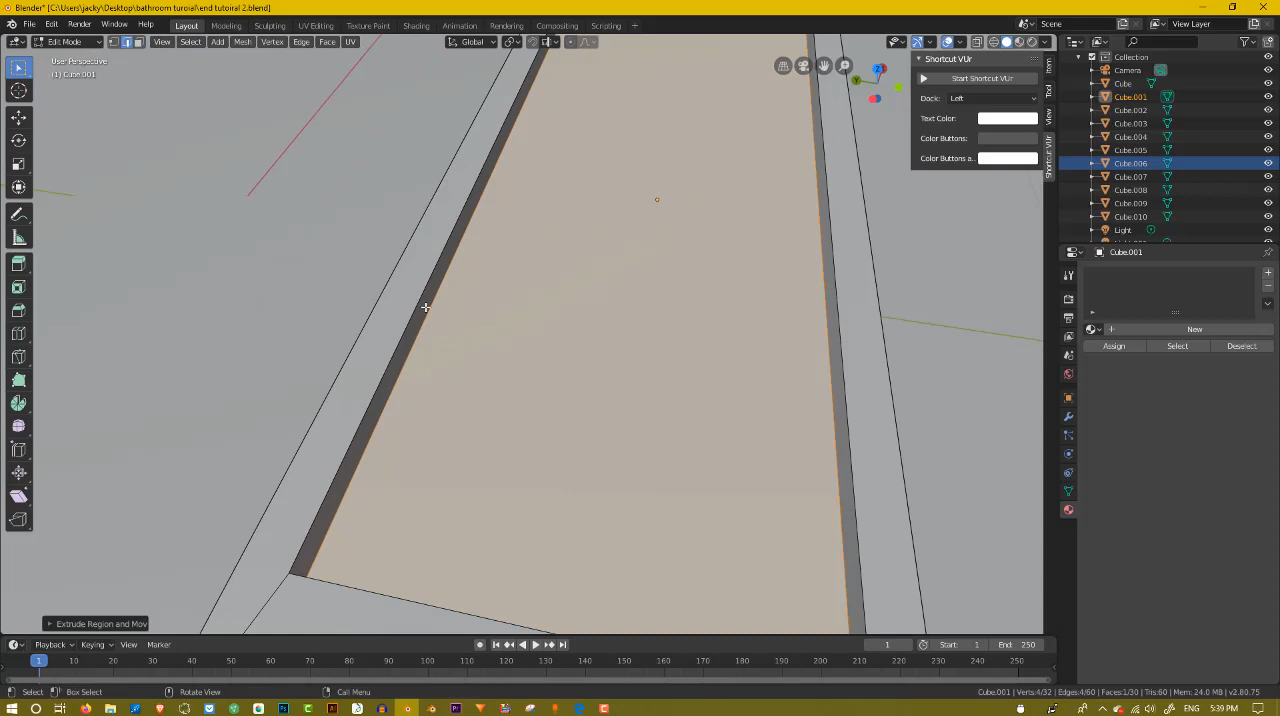 Blender* [C:\Users\jacky\Desktop\bathroom turoial\end tutoiral 2.blend]
File Edit Render Window Help Layout Modeling Sculpting UV Editing Texture Paint Shading Animation Rendering Compositing Scripting + Scene View Layer
Edit Mode View Select Add Mesh Vertex Edge Face UV Global
User Perspective
(1) Cube.001
Shortcut VUr
Start Shortcut VUr
Dock: Left
Text Color:
Color Buttons:
Color Buttons a..
Item
Tool
View
Shortcut VUr
Collection
Camera
Cube
Cube.001
Cube.002
Cube.003
Cube.004
Cube.005
Cube.006
Cube.007
Cube.008
Cube.009
Cube.010
Light
Cube.001
New
Assign Select Deselect
Extrude Region and Mov
Playback Keying View Marker 1 Start: 1 End: 250
1 10 20 30 40 50 60 70 80 90 100 110 120 130 140 150 160 170 180 190 200 210 220 230 240 250
Select Box Select Rotate View Call Menu Cube.001 | Verts:4/32 | Edges:4/60 | Faces:1/30 | Tris:60 | Mem: 24.0 MB | v2.80.75
5:39 PM